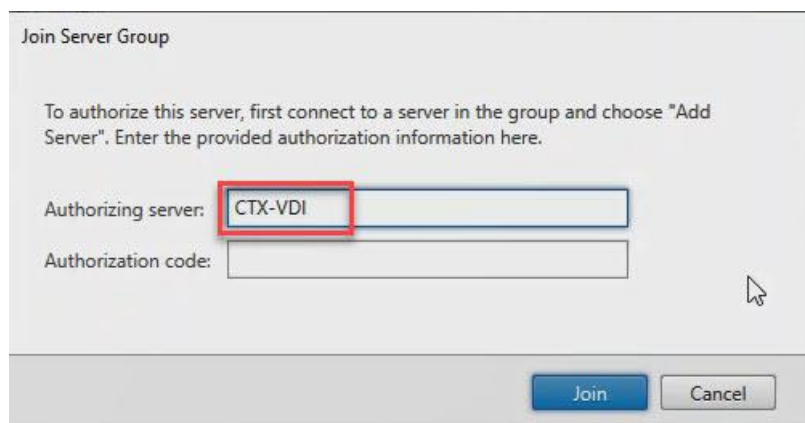 Join Server Group
To authorize this server, first connect to a server in the group and choose "Add
Server". Enter the provided authorization information here.
Authorizing server: CTX-VDI
Authorization code:
Join Cancel